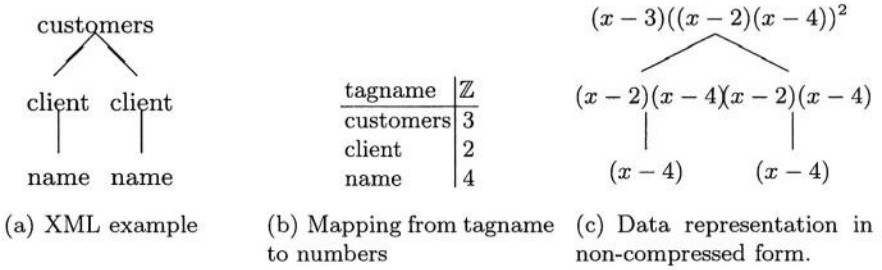 customers
client client
name name
(a) XML example
tagname ℤ
customers 3
client 2
name 4
(b) Mapping from tagname
to numbers
(x − 3)((x − 2)(x − 4))²
(x − 2)(x − 4)(x − 2)(x − 4)
(x − 4) (x − 4)
(c) Data representation in
non-compressed form.